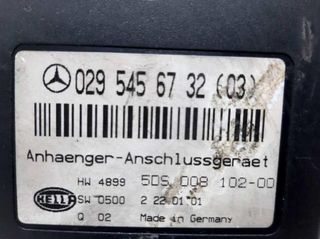 029 545 67 32 (03)
Anhaenger-Anschlussgeraet
HW 4899 5DS 008 102-00
HELLA SW 0500 2 22.01.01
Q 02 Made in Germany